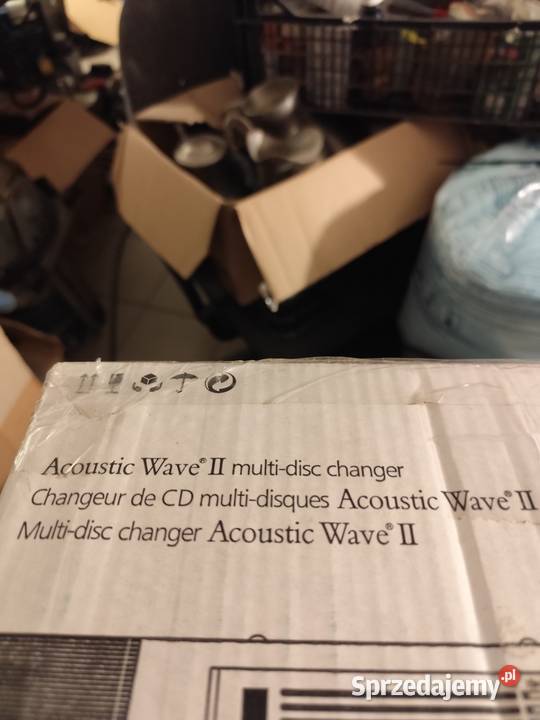 Acoustic Wave® II multi-disc changer
Changeur de CD multi-disques Acoustic Wave® II
Multi-disc changer Acoustic Wave® II
Sprzedajemy.pl